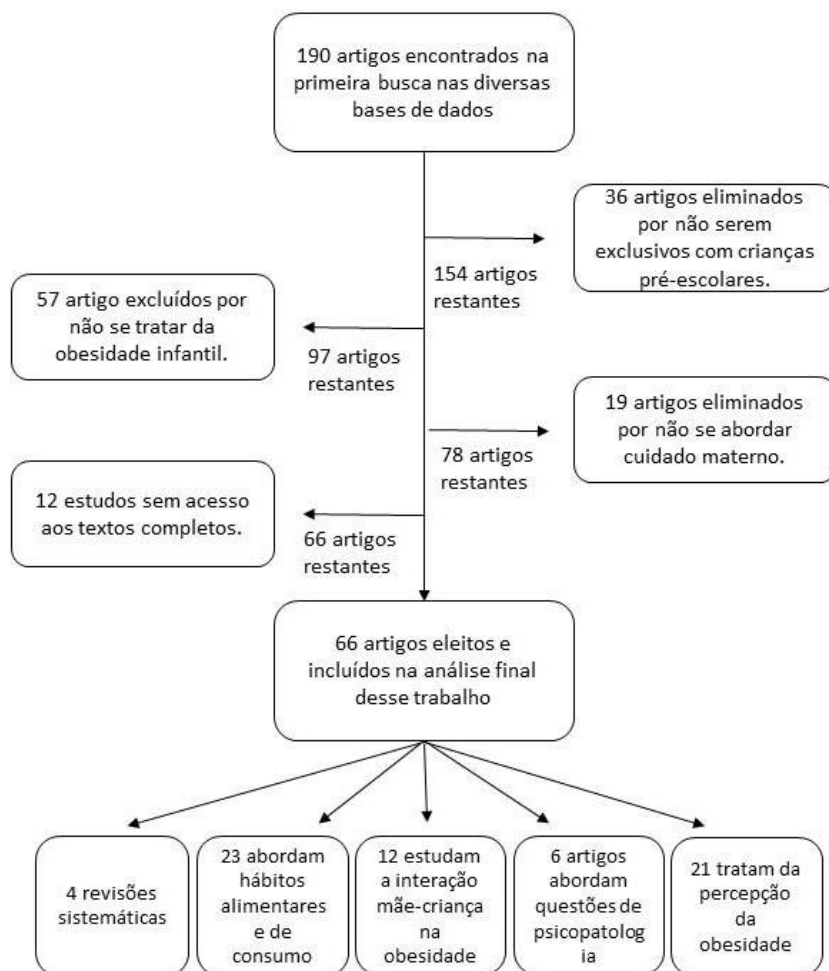 190 artigos encontrados na
primeira busca nas diversas
bases de dados
36 artigos eliminados
por não serem
exclusivos com crianças
pré-escolares.
154 artigos
restantes
57 artigo excluídos por
não se tratar da
obesidade infantil.
97 artigos
restantes
19 artigos eliminados
por não se abordar
cuidado materno.
78 artigos
restantes
12 estudos sem acesso
aos textos completos.
66 artigos
restantes
66 artigos eleitos e
incluídos na análise final
desse trabalho
4 revisões
sistemáticas
23 abordam
hábitos
alimentares
e de
consumo
12 estudam
a interação
mãe-criança
na
obesidade
6 artigos
abordam
questões de
psicopatolog
ia
21 tratam da
percepção
da
obesidade